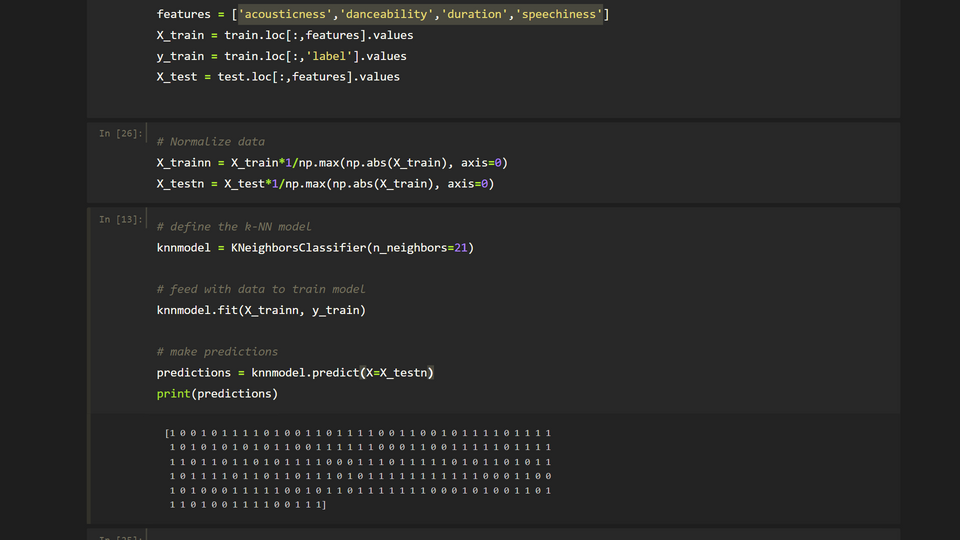 features = ['acousticness','danceability','duration','speechiness']
X_train = train.loc[:,features].values
y_train = train.loc[:,'label'].values
X_test = test.loc[:,features].values
In [26]:
# Normalize data
X_trainn = X_train*1/np.max(np.abs(X_train), axis=0)
X_testn = X_test*1/np.max(np.abs(X_train), axis=0)
In [13]:
# define the k-NN model
knnmodel = KNeighborsClassifier(n_neighbors=21)
# feed with data to train model
knnmodel.fit(X_trainn, y_train)
# make predictions
predictions = knnmodel.predict(X=X_testn)
print(predictions)
[1 0 0 1 0 1 1 1 1 0 1 0 0 1 1 0 1 1 1 1 0 0 1 1 0 0 1 0 1 1 1 1 0 1 1 1 1
1 0 1 0 1 0 1 0 1 0 1 1 0 0 1 1 1 1 1 1 0 0 0 1 1 0 0 1 1 1 1 1 0 1 1 1 1
1 1 0 1 1 0 1 1 0 1 0 1 1 1 1 0 0 0 1 1 1 0 1 1 1 1 1 0 1 0 1 1 0 1 0 1 1
1 0 1 1 1 1 0 1 1 0 1 1 0 1 1 1 0 1 0 1 1 1 1 1 1 1 1 1 1 1 0 0 0 1 1 0 0
1 0 1 0 0 0 1 1 1 1 1 0 0 1 0 1 1 0 1 1 1 1 1 1 1 0 0 0 1 0 1 0 0 1 1 0 1
1 1 0 1 0 0 1 1 1 1 0 0 1 1 1]
In [25]: